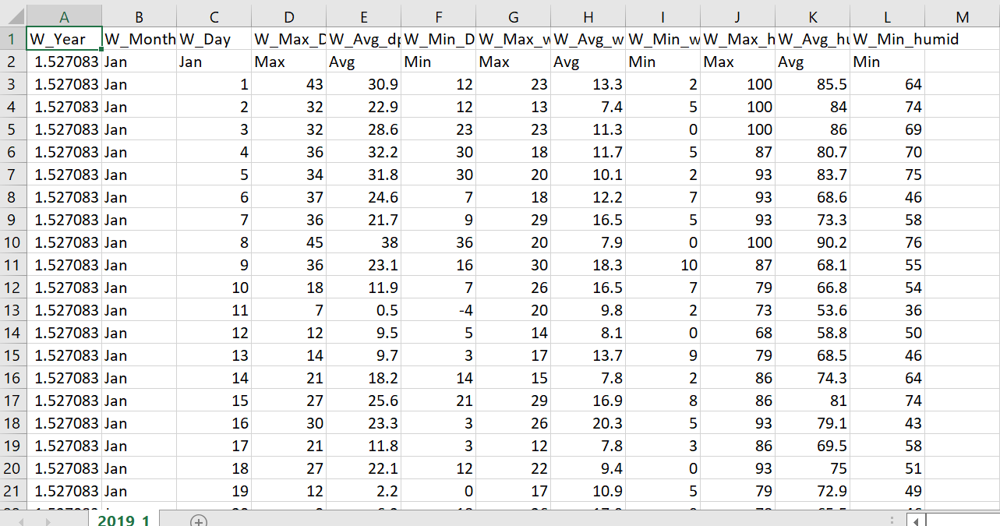 A B C D E F G H I J K L M
1 W_Year W_Month W_Day W_Max_D W_Avg_dp W_Min_D W_Max_w W_Avg_w W_Min_w W_Max_h W_Avg_hu W_Min_humid
2 1.527083 Jan Jan Max Avg Min Max Avg Min Max Avg Min
3 1.527083 Jan 1 43 30.9 12 23 13.3 2 100 85.5 64
4 1.527083 Jan 2 32 22.9 12 13 7.4 5 100 84 74
5 1.527083 Jan 3 32 28.6 23 23 11.3 0 100 86 69
6 1.527083 Jan 4 36 32.2 30 18 11.7 5 87 80.7 70
7 1.527083 Jan 5 34 31.8 30 20 10.1 2 93 83.7 75
8 1.527083 Jan 6 37 24.6 7 18 12.2 7 93 68.6 46
9 1.527083 Jan 7 36 21.7 9 29 16.5 5 93 73.3 58
10 1.527083 Jan 8 45 38 36 20 7.9 0 100 90.2 76
11 1.527083 Jan 9 36 23.1 16 30 18.3 10 87 68.1 55
12 1.527083 Jan 10 18 11.9 7 26 16.5 7 79 66.8 54
13 1.527083 Jan 11 7 0.5 -4 20 9.8 2 73 53.6 36
14 1.527083 Jan 12 12 9.5 5 14 8.1 0 68 58.8 50
15 1.527083 Jan 13 14 9.7 3 17 13.7 9 79 68.5 46
16 1.527083 Jan 14 21 18.2 14 15 7.8 2 86 74.3 64
17 1.527083 Jan 15 27 25.6 21 29 16.9 8 86 81 74
18 1.527083 Jan 16 30 23.3 3 26 20.3 5 93 79.1 43
19 1.527083 Jan 17 21 11.8 3 12 7.8 3 86 69.5 58
20 1.527083 Jan 18 27 22.1 12 22 9.4 0 93 75 51
21 1.527083 Jan 19 12 2.2 0 17 10.9 5 79 72.9 49
2019_1